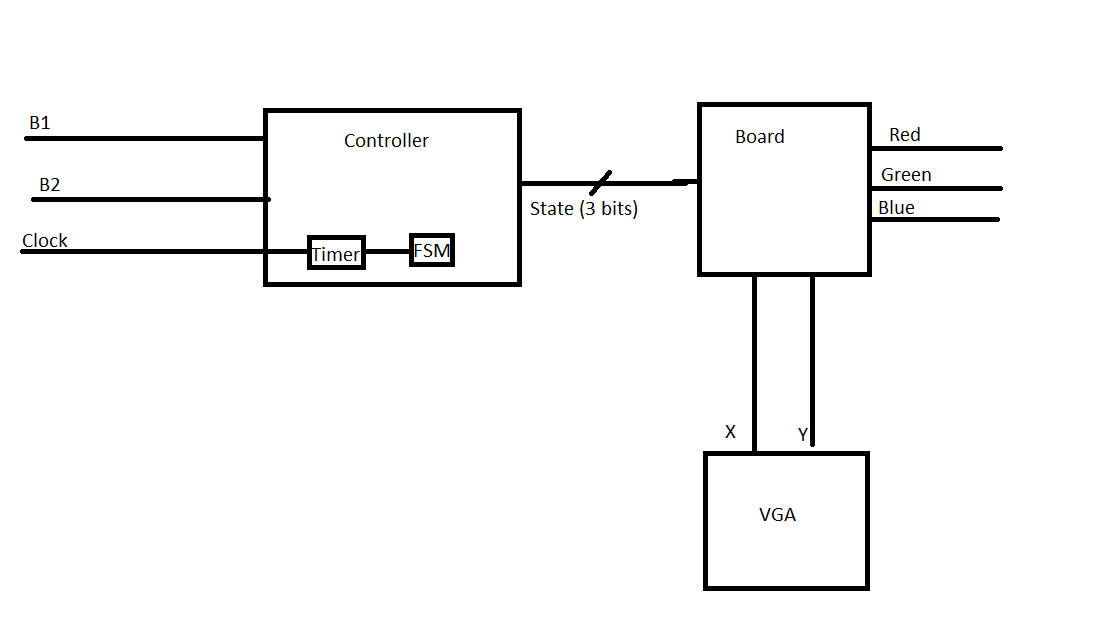 B1
Controller
B2
Clock
Timer
FSM
State (3 bits)
Board
Red
Green
Blue
X
Y
VGA